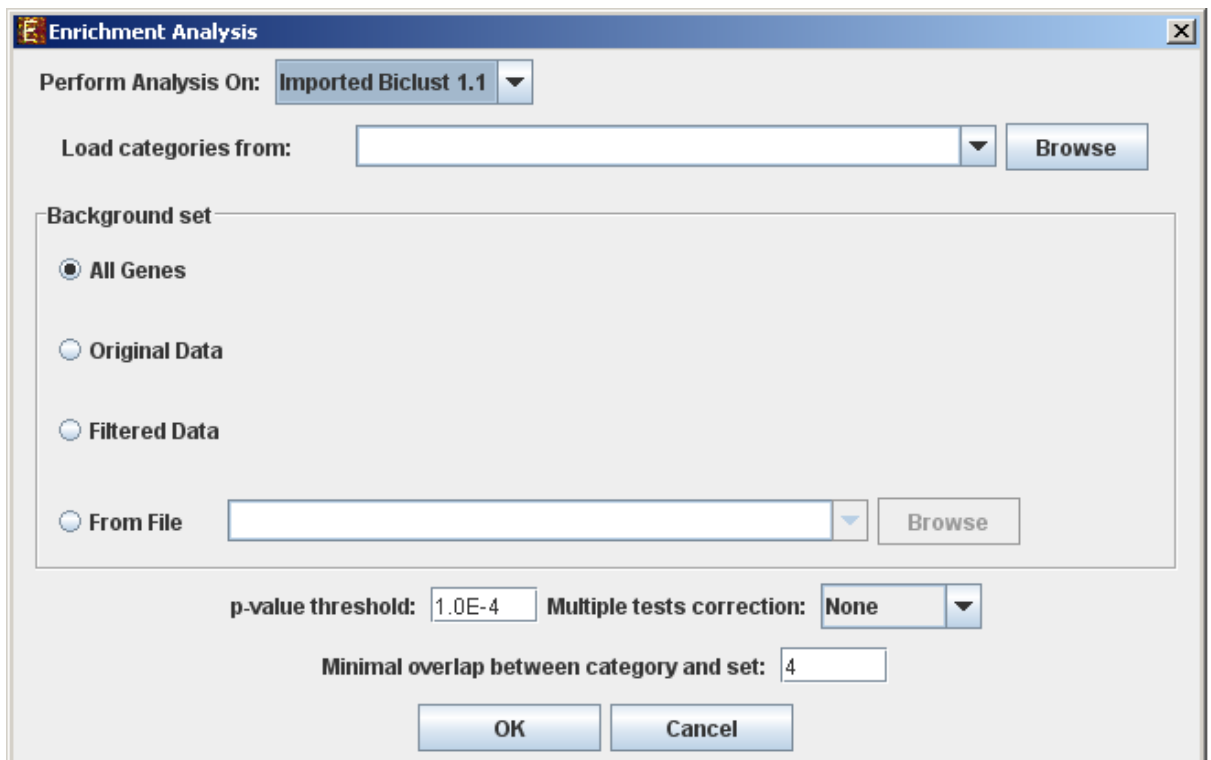 Enrichment Analysis
Perform Analysis On: Imported Biclust 1.1
Load categories from: Browse
Background set
All Genes
Original Data
Filtered Data
From File Browse
p-value threshold: 1.0E-4 Multiple tests correction: None
Minimal overlap between category and set: 4
OK Cancel